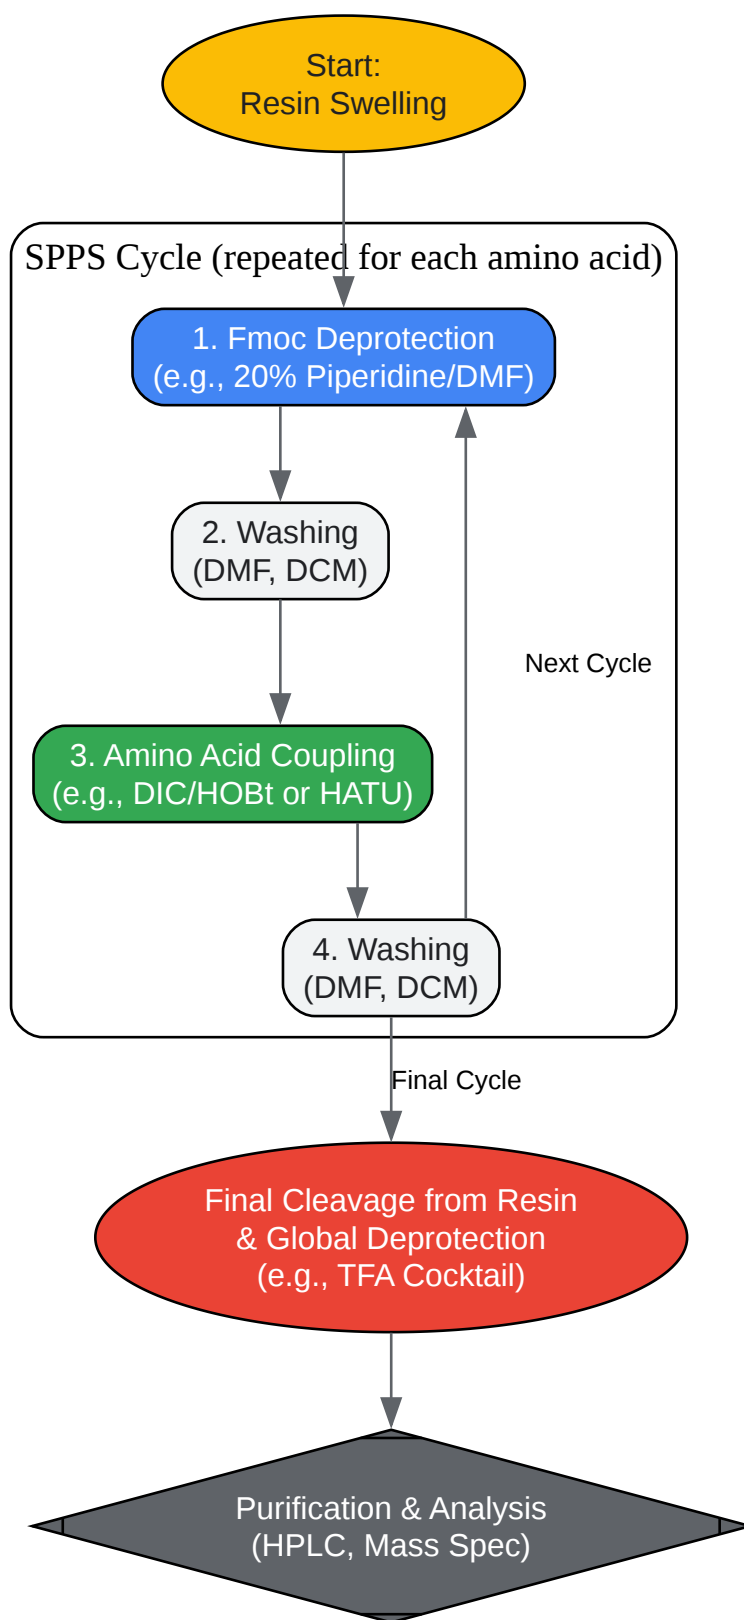 Start:
Resin Swelling
SPPS Cycle (repeated for each amino acid)
1. Fmoc Deprotection
(e.g., 20% Piperidine/DMF)
2. Washing
(DMF, DCM)
Next Cycle
3. Amino Acid Coupling
(e.g., DIC/HOBt or HATU)
4. Washing
(DMF, DCM)
Final Cycle
Final Cleavage from Resin
& Global Deprotection
(e.g., TFA Cocktail)
Purification & Analysis
(HPLC, Mass Spec)